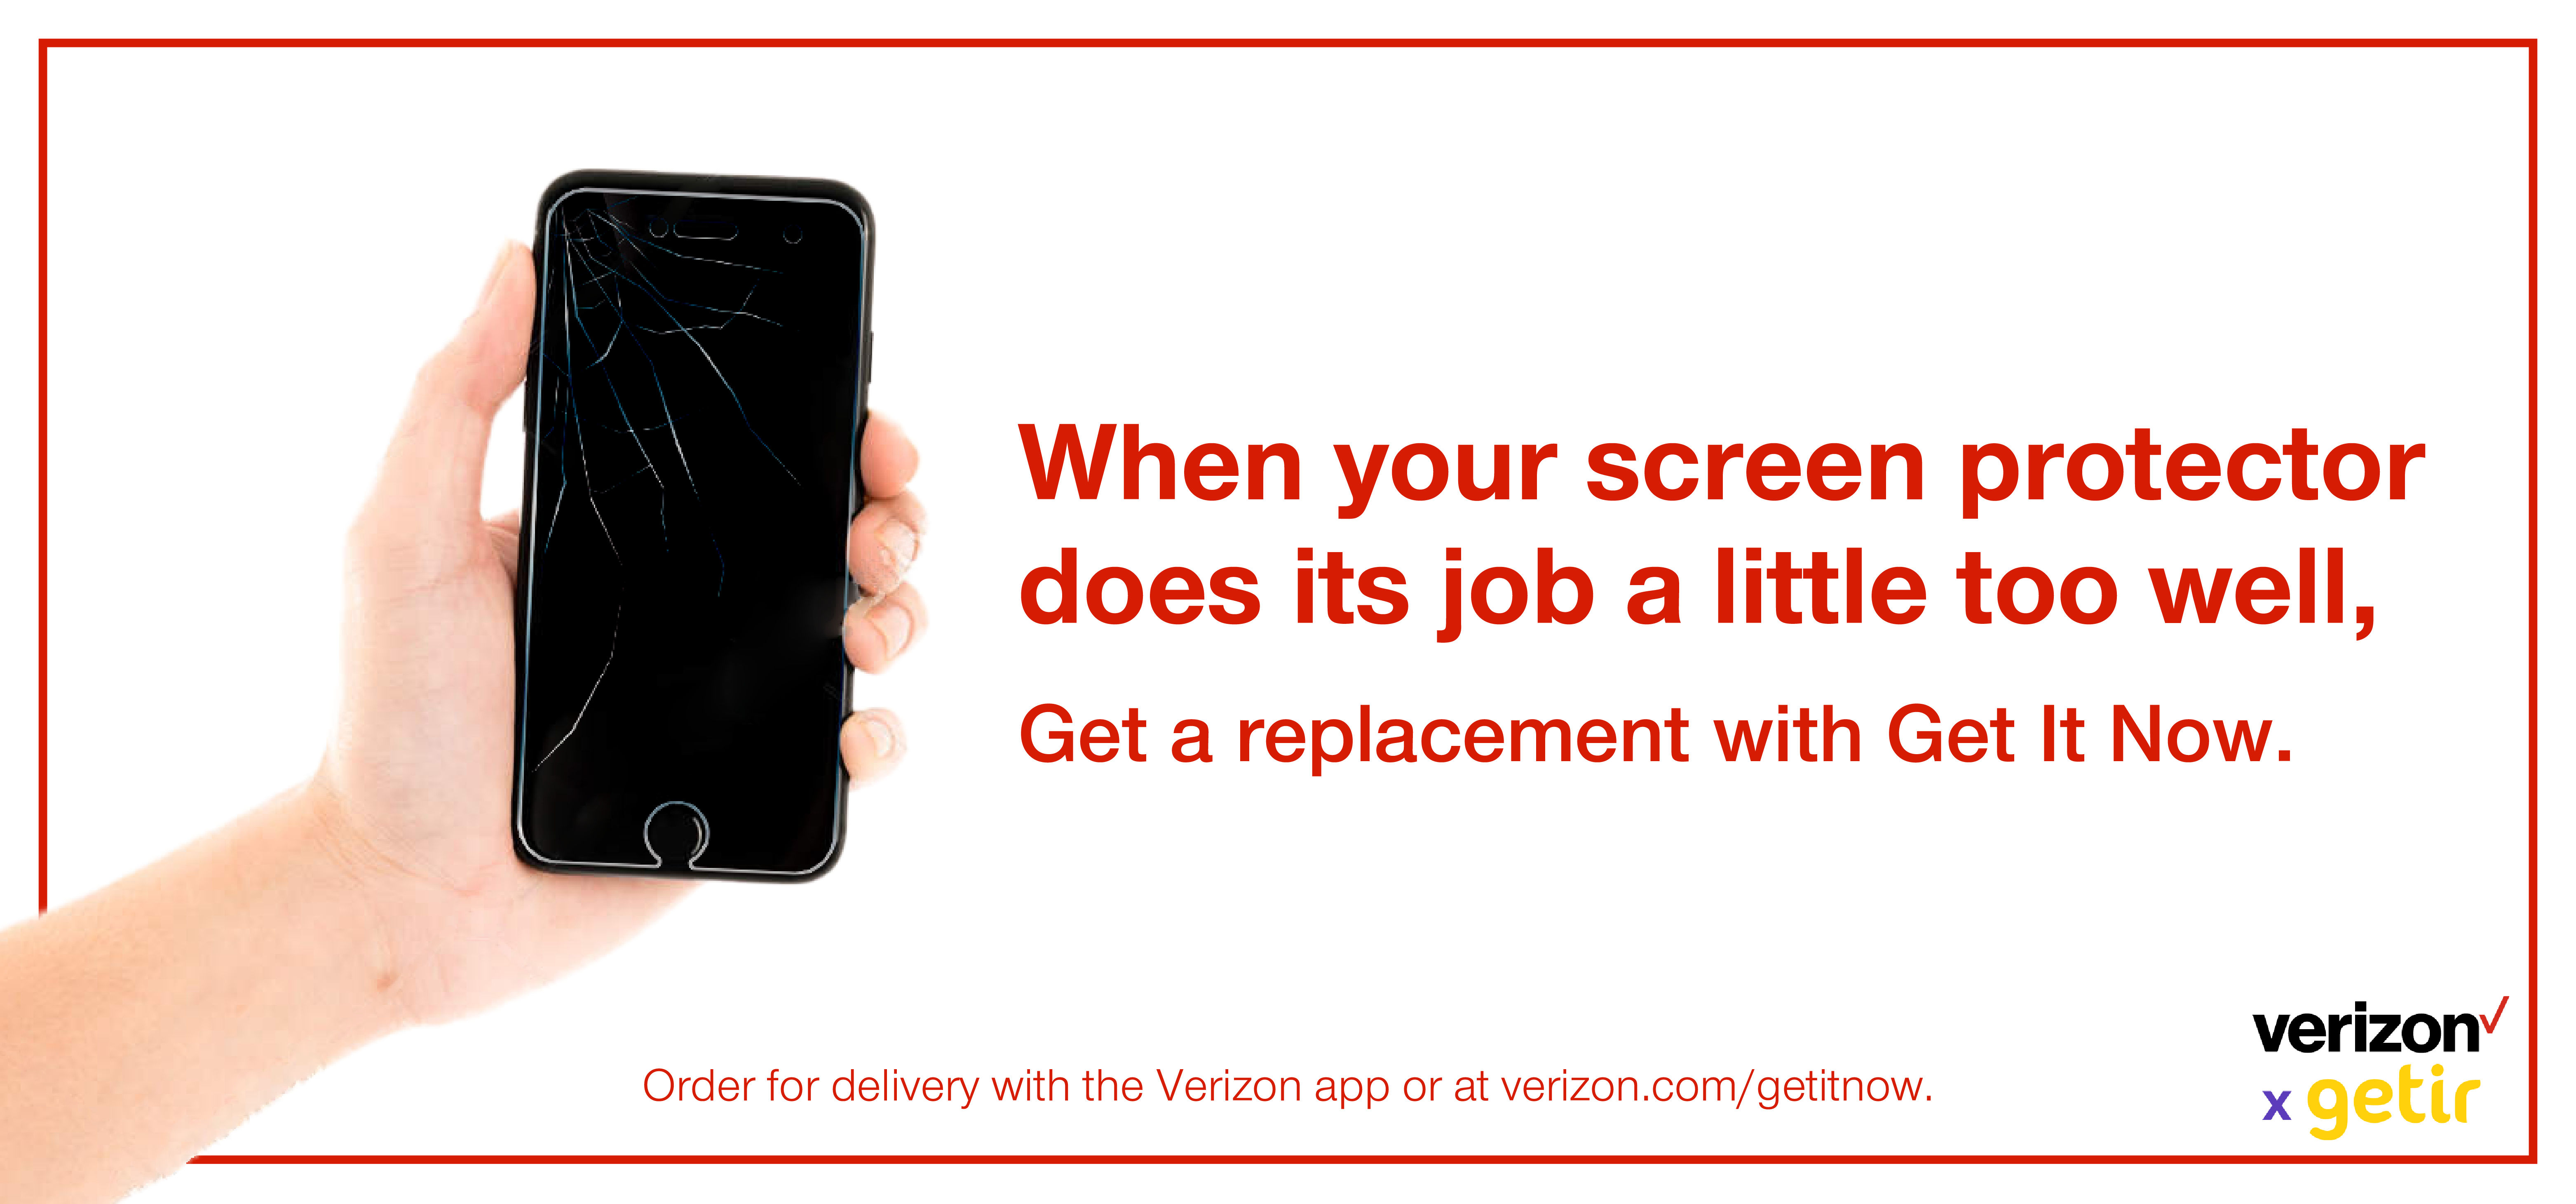 When your screen protector
does its job a little too well,
Get a replacement with Get It Now.
Order for delivery with the Verizon app or at verizon.com/getitnow.
verizon
x getir